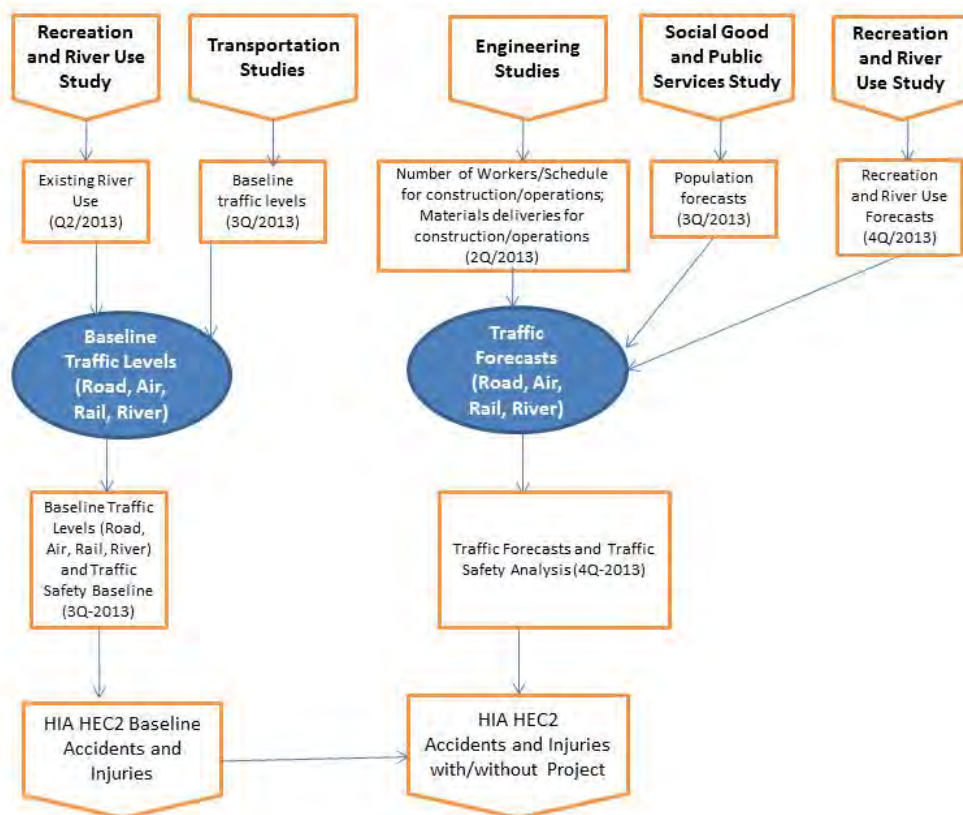 Recreation
and River Use
Study
Transportation
Studies
Engineering
Studies
Social Good
and Public
Services Study
Recreation
and River
Use Study
Existing River
Use
(Q2/2013)
Baseline
traffic levels
(3Q/2013)
Number of Workers/Schedule
for construction/operations;
Materials deliveries for
construction/operations
(2Q/2013)
Population
forecasts
(3Q/2013)
Recreation
and River Use
Forecasts
(4Q/2013)
Baseline
Traffic Levels
(Road, Air,
Rail, River)
Traffic
Forecasts
(Road, Air,
Rail, River)
Baseline Traffic
Levels (Road,
Air, Rail, River)
and Traffic
Safety Baseline
(3Q-2013)
Traffic Forecasts and Traffic
Safety Analysis (4Q-2013)
HIA HEC2 Baseline
Accidents and
Injuries
HIA HEC2
Accidents and Injuries
with/without Project